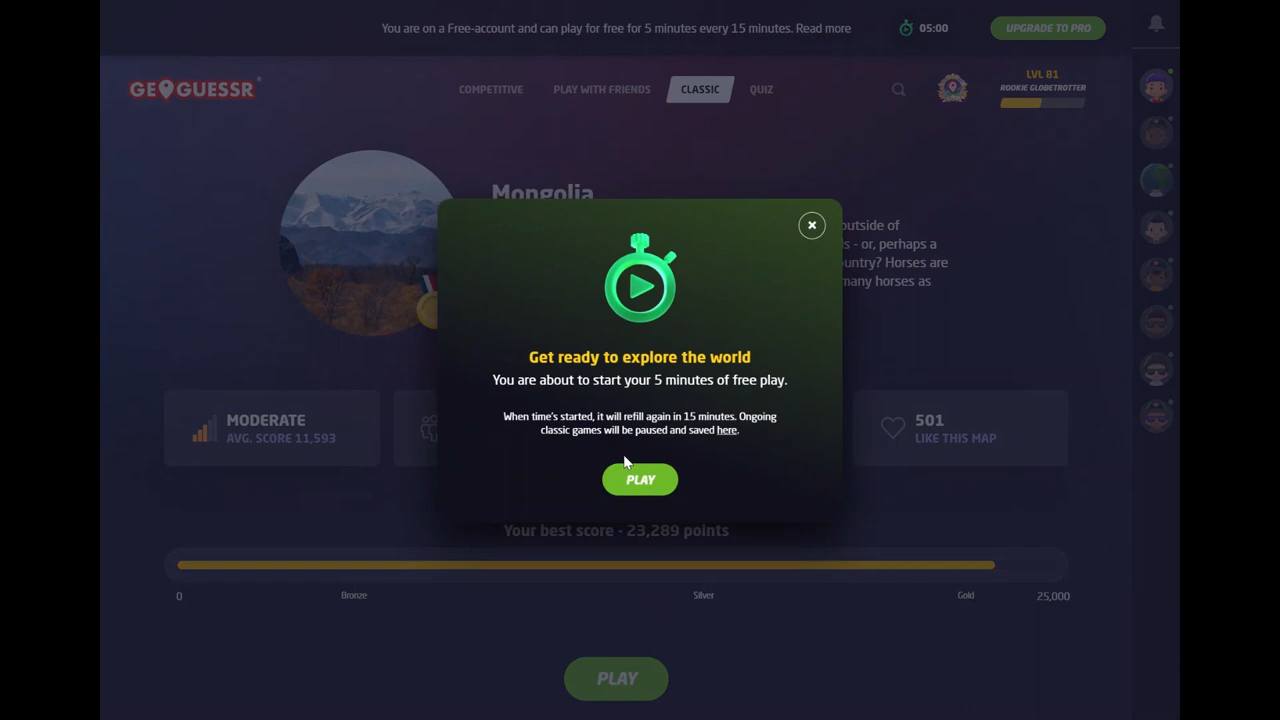 You are on a Free-account and can play for free for 5 minutes every 15 minutes. Read more
05:00
UPGRADE TO PRO
GEOGUESSR
COMPETITIVE
PLAY WITH FRIENDS
CLASSIC
QUIZ
LVL 81
ROOKIE GLOBETROTTER
Mongolia
outside of
s - or, perhaps a
ountry? Horses are
many horses as
Get ready to explore the world
You are about to start your 5 minutes of free play.
When time's started, it will refill again in 15 minutes. Ongoing
classic games will be paused and saved here.
PLAY
MODERATE
AVG. SCORE 11,593
501
LIKE THIS MAP
Your best score - 23,289 points
0
Bronze
Silver
Gold
25,000
PLAY